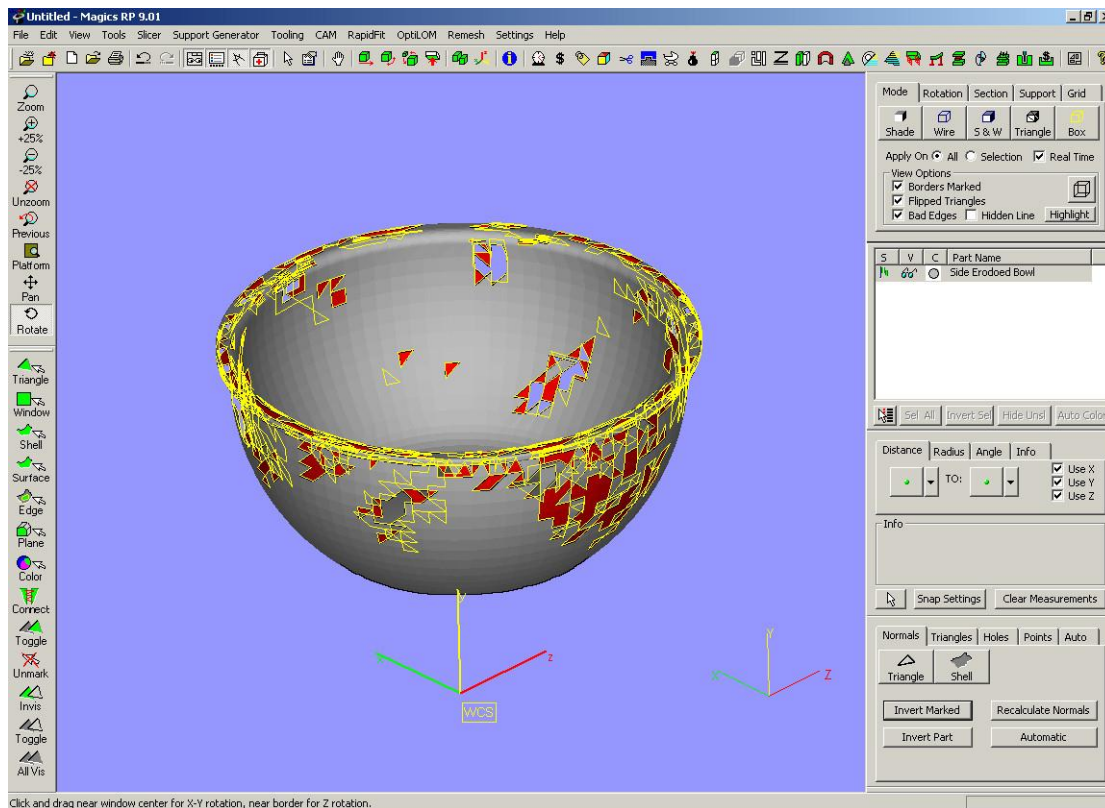 Untitled - Magics RP 9.01
File Edit View Tools Slicer Support Generator Tooling CAM RapidFit OptiLOM Remesh Settings Help
Zoom
+25%
-25%
Unzoom
Previous
Platform
Pan
Rotate
Triangle
Window
Shell
Surface
Edge
Plane
Color
Connect
Toggle
Unmark
Invis
Toggle
All Vis
y
z
WCS
Y
X
Z
Mode Rotation Section Support Grid
Shade Wire S & W Triangle Box
Apply On All Selection Real Time
View Options
Borders Marked
Flipped Triangles
Bad Edges Hidden Line Highlight
S V C Part Name
Side Erodoed Bowl
Sel All Invert Sel Hide Unsl Auto Color
Distance Radius Angle Info
TO:
Use X
Use Y
Use Z
Info
Snap Settings Clear Measurements
Normals Triangles Holes Points Auto
Triangle Shell
Invert Marked Recalculate Normals
Invert Part Automatic
Click and drag near window center for X-Y rotation, near border for Z rotation.